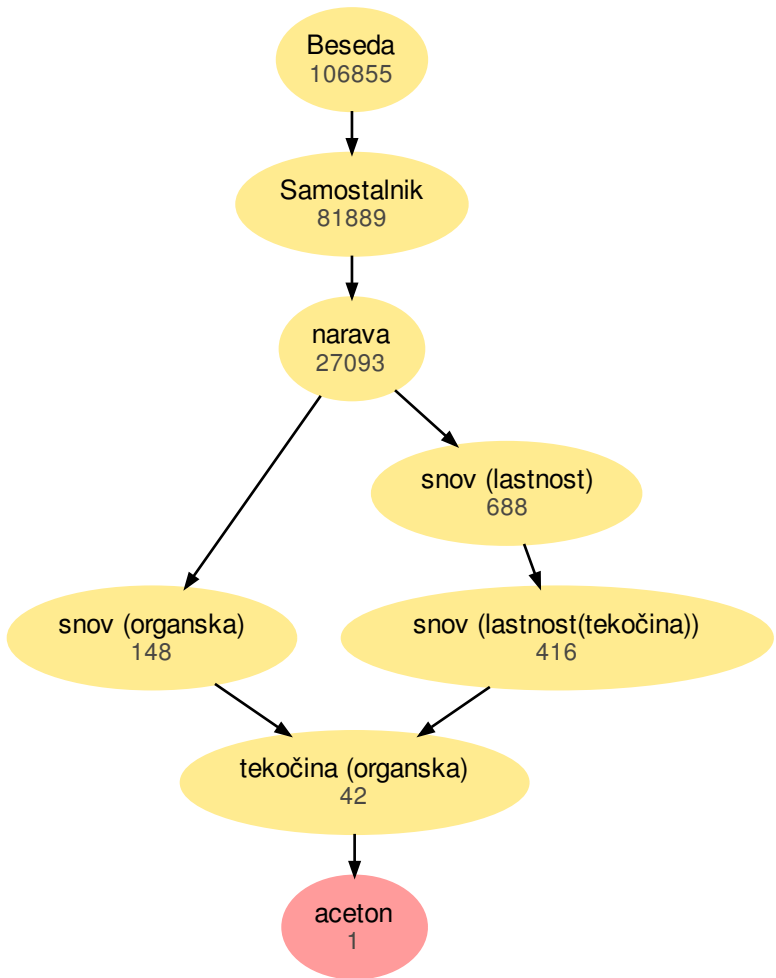 Beseda
106855
Samostalnik
81889
narava
27093
snov (lastnost)
688
snov (organska)
148
snov (lastnost(tekočina))
416
tekočina (organska)
42
aceton
1